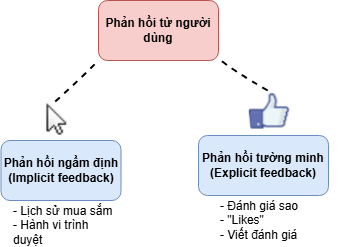 Phản hồi từ người
dùng
Phản hồi ngầm định
(Implicit feedback)
- Lịch sử mua sắm
- Hành vi trình
duyệt
Phản hồi tường minh
(Explicit feedback)
- Đánh giá sao
- "Likes"
- Viết đánh giá